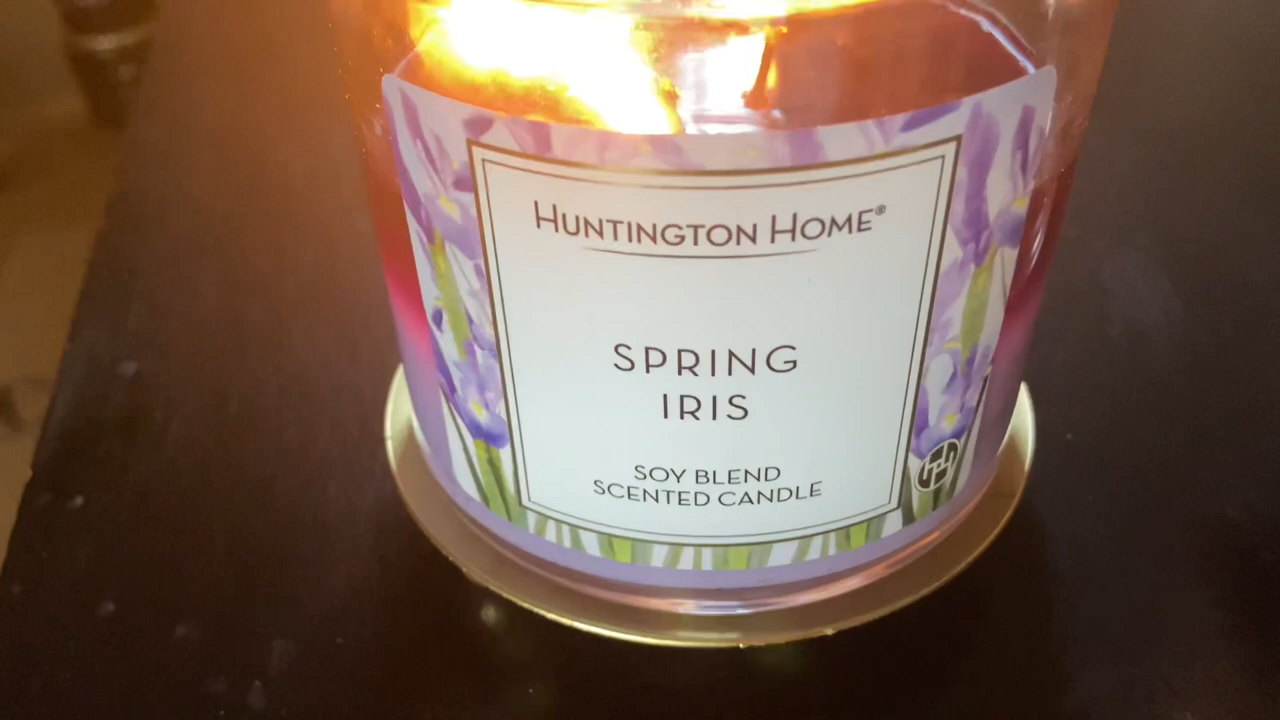 HUNTINGTON HOME®
SPRING
IRIS
SOY BLEND
SCENTED CANDLE